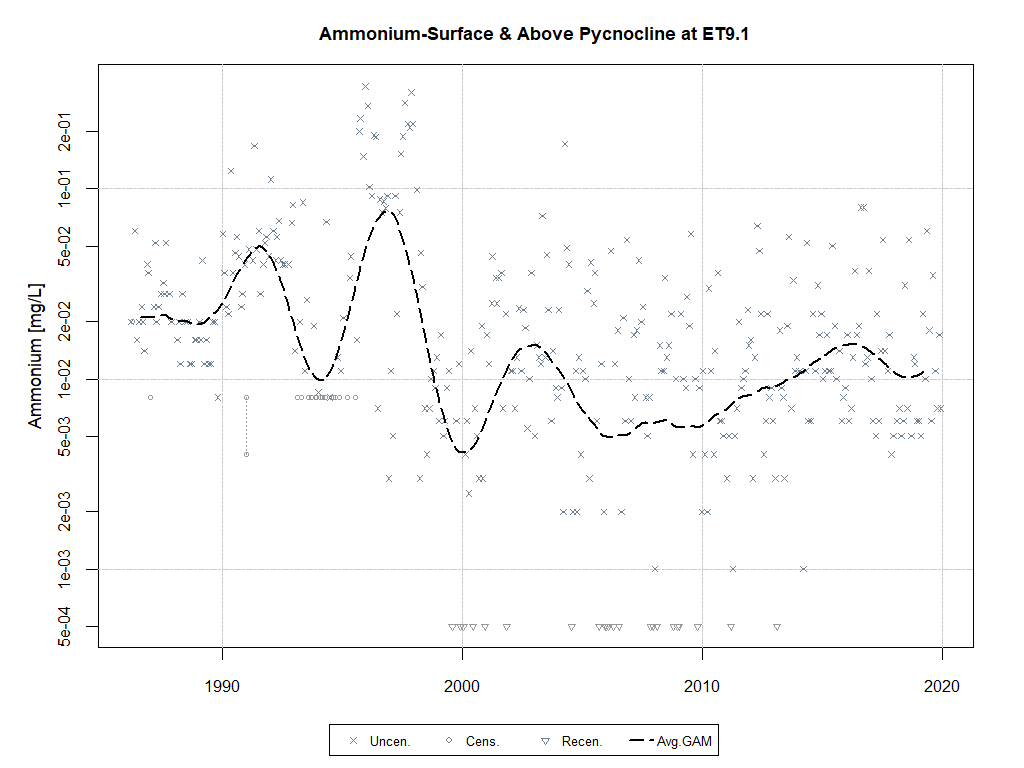 Ammonium-Surface & Above Pycnocline at ET9.1
Ammonium [mg/L]
2e-01
1e-01
5e-02
2e-02
1e-02
5e-03
2e-03
1e-03
5e-04
1990 2000 2010 2020
Uncen. Cens. Recen. Avg.GAM